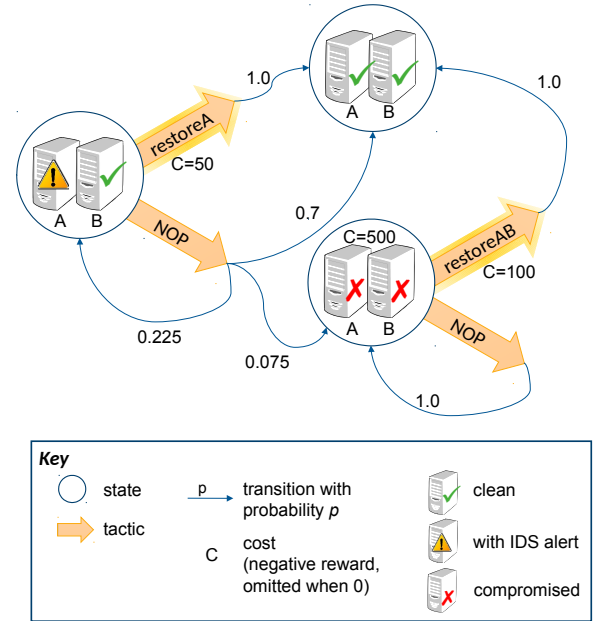 1.0
A B
1.0
restoreA
C=50
A B
NOP
0.7
C=500
restoreAB
C=100
A B
NOP
0.225
0.075
1.0
Key
state
tactic
p
transition with
probability p
C
cost
(negative reward,
omitted when 0)
clean
with IDS alert
compromised